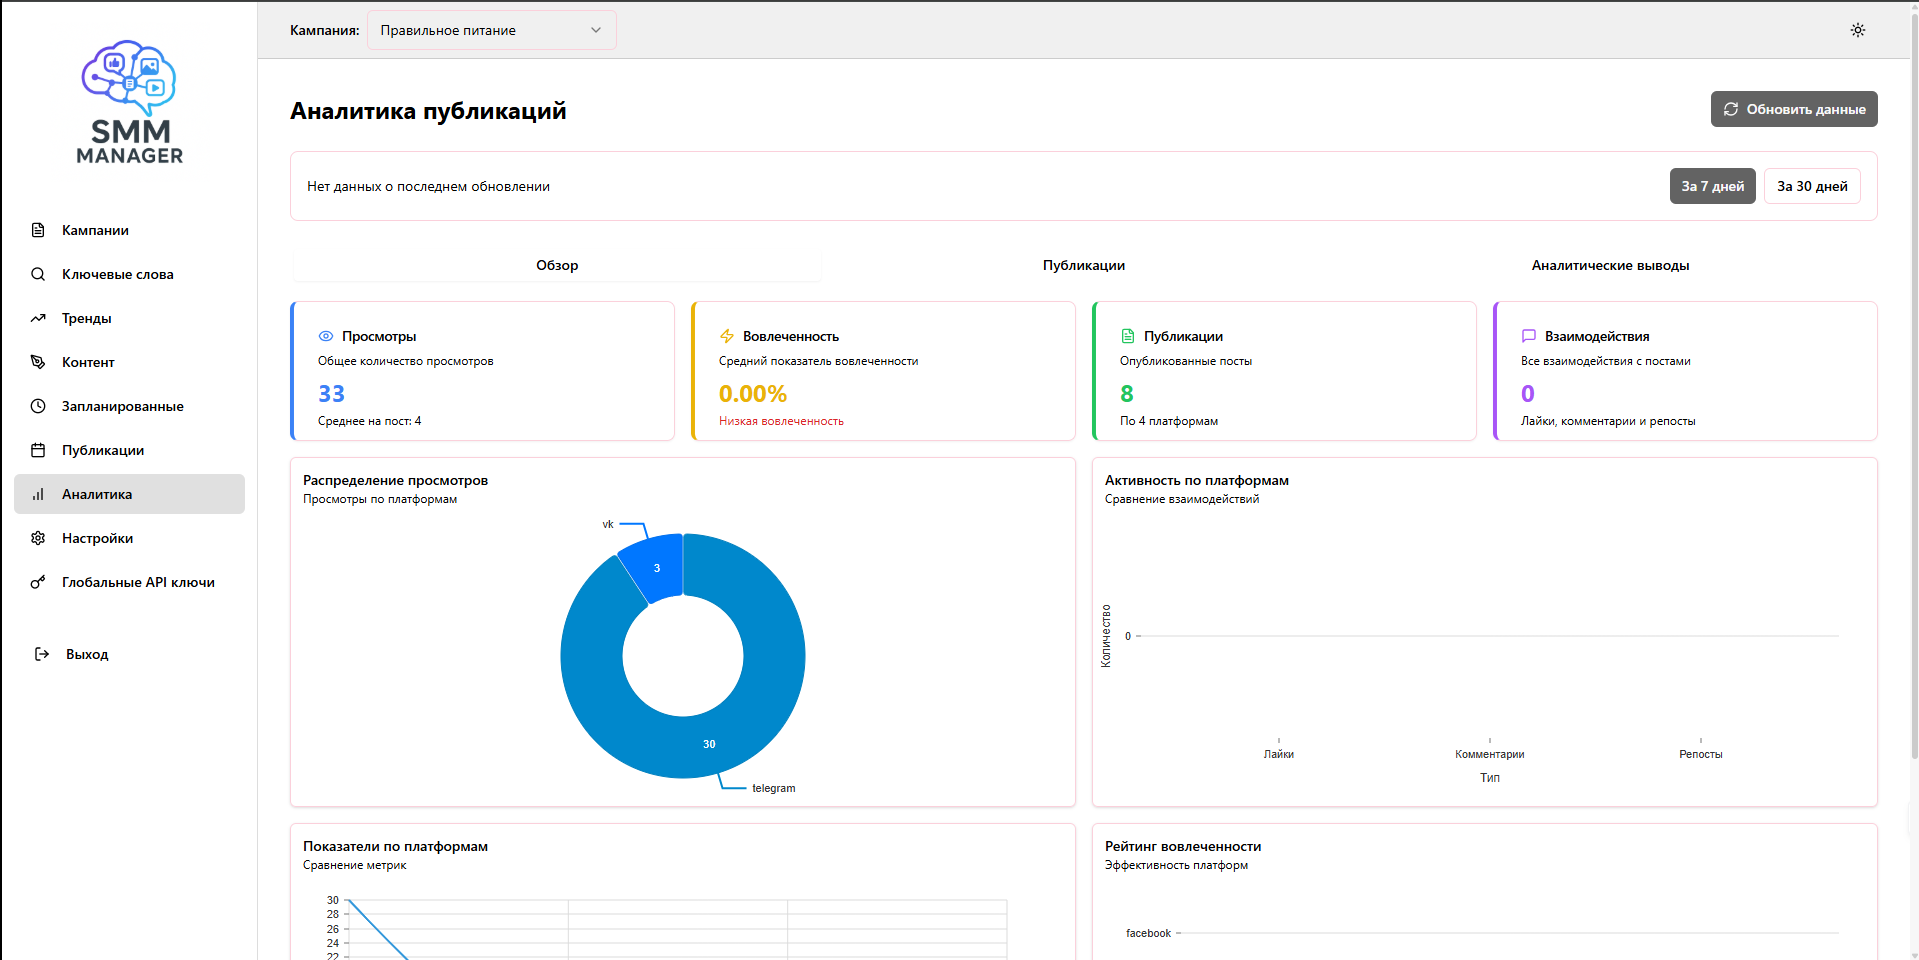 Кампания:
Правильное питание
SMM
MANAGER
Кампании
Ключевые слова
Тренды
Контент
Запланированные
Публикации
Аналитика
Настройки
Глобальные API ключи
Выход
Аналитика публикаций
Обновить данные
Нет данных о последнем обновлении
За 7 дней
За 30 дней
Обзор
Публикации
Аналитические выводы
Просмотры
Общее количество просмотров
33
Среднее на пост: 4
Вовлеченность
Средний показатель вовлеченности
0.00%
Низкая вовлеченность
Публикации
Опубликованные посты
8
По 4 платформам
Взаимодействия
Все взаимодействия с постами
0
Лайки, комментарии и репосты
Распределение просмотров
Просмотры по платформам
vk
3
30
telegram
Активность по платформам
Сравнение взаимодействий
Количество
0
Лайки
Комментарии
Репосты
Тип
Показатели по платформам
Сравнение метрик
30
28
26
24
22
Рейтинг вовлеченности
Эффективность платформ
facebook